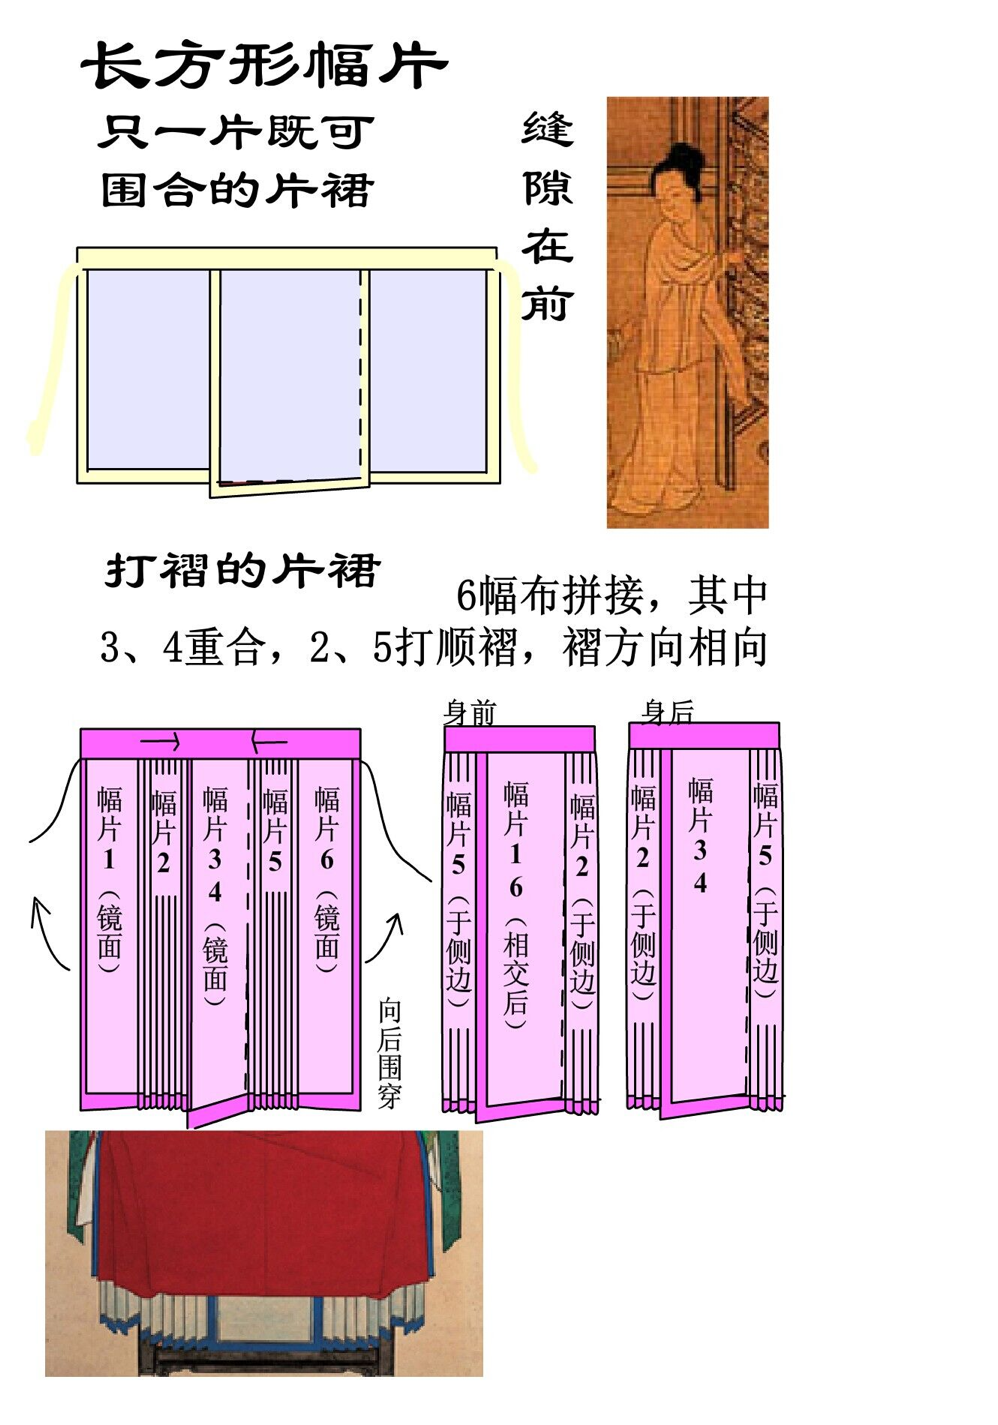 长方形幅片
只一片既可
围合的片裙
缝隙在前
打褶的片裙
6幅布拼接，其中
3、4重合，2、5打顺褶，褶方向相向
幅片1（镜面）
幅片2
幅片34（镜面）
幅片5
幅片6（镜面）
向后围穿
身前
幅片5（于侧边）
幅片16（相交后）
幅片2（于侧边）
身后
幅片2（于侧边）
幅片34
幅片5（于侧边）